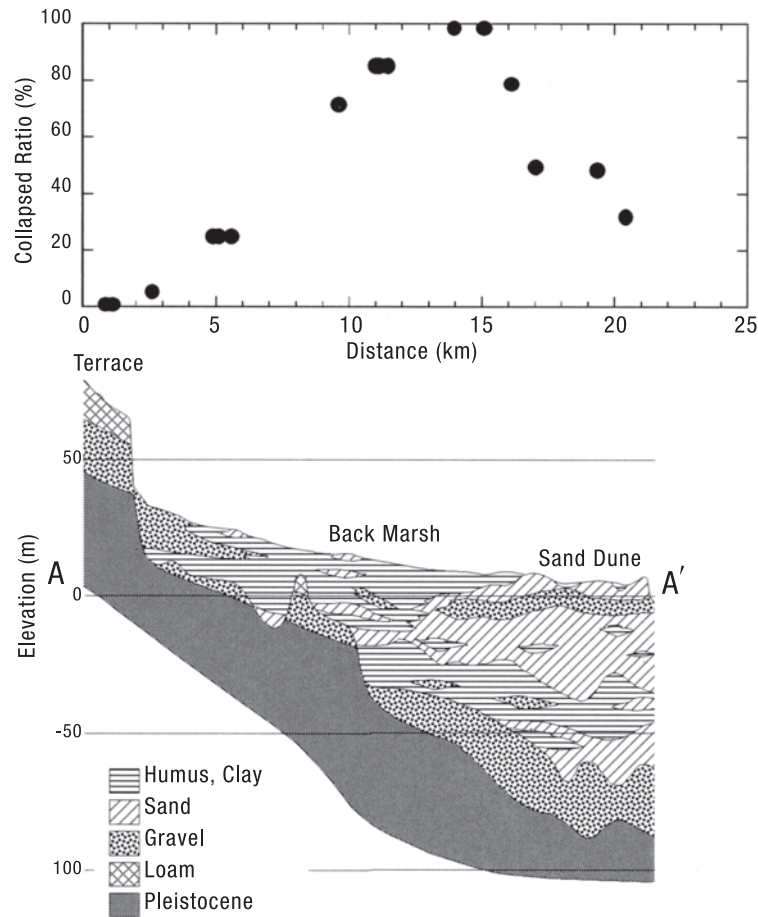 100
80
60
40
20
0
Collapsed Ratio (%)
0 5 10 15 20 25
Distance (km)
Terrace
50
Back Marsh
Sand Dune
A A′
0
Elevation (m)
-50
Humus, Clay
Sand
Gravel
Loam
100
Pleistocene